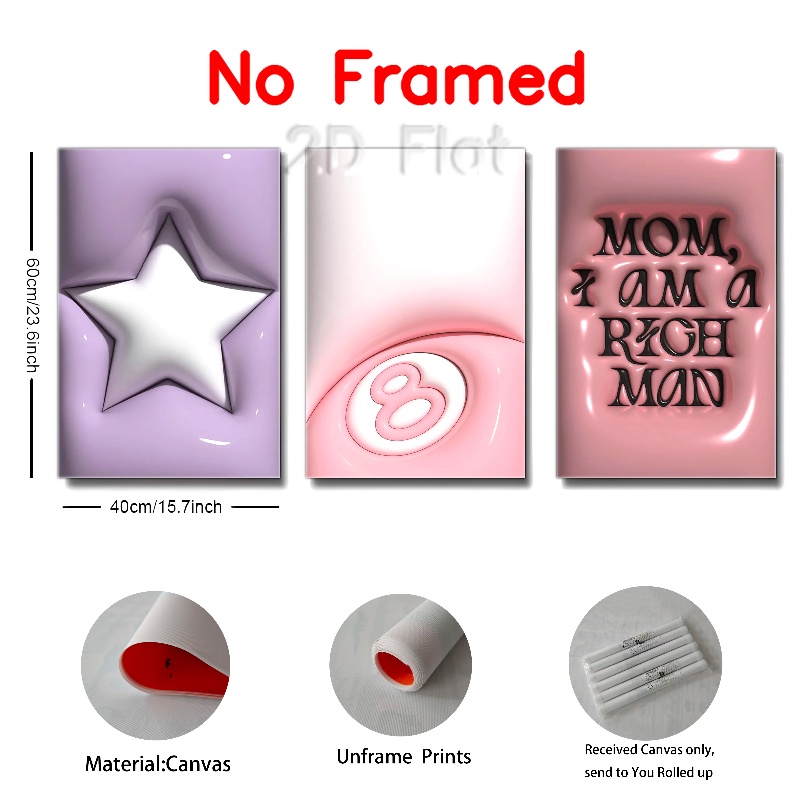 No Framed
2D Flat
60cm/23.6inch
8
MOM,
i AM A
RiCH
MAN
40cm/15.7inch
Material:Canvas
Unframe Prints
Received Canvas only,
send to You Rolled up